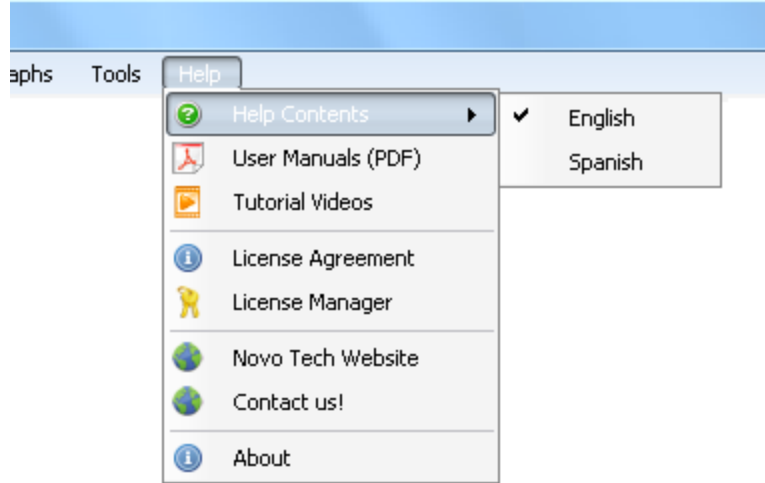 aphs Tools Help
Help Contents
English
User Manuals (PDF)
Spanish
Tutorial Videos
License Agreement
License Manager
Novo Tech Website
Contact us!
About